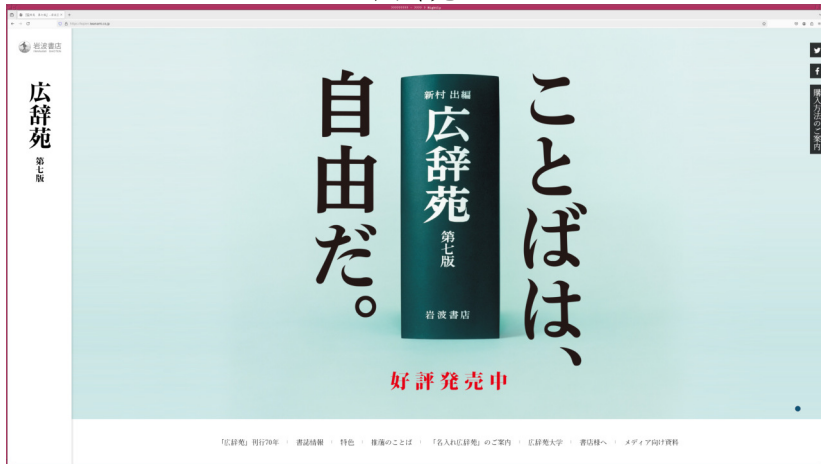 岩波書店
広辞苑
第七版
ことばは、
自由だ。
新村 出編
広辞苑
第七版
岩波書店
好評発売中
購入方法のご案内
「広辞苑」刊行70年
書誌情報
特色
推薦のことば
「名入れ広辞苑」のご案内
広辞苑大学
書店様へ
メディア向け資料